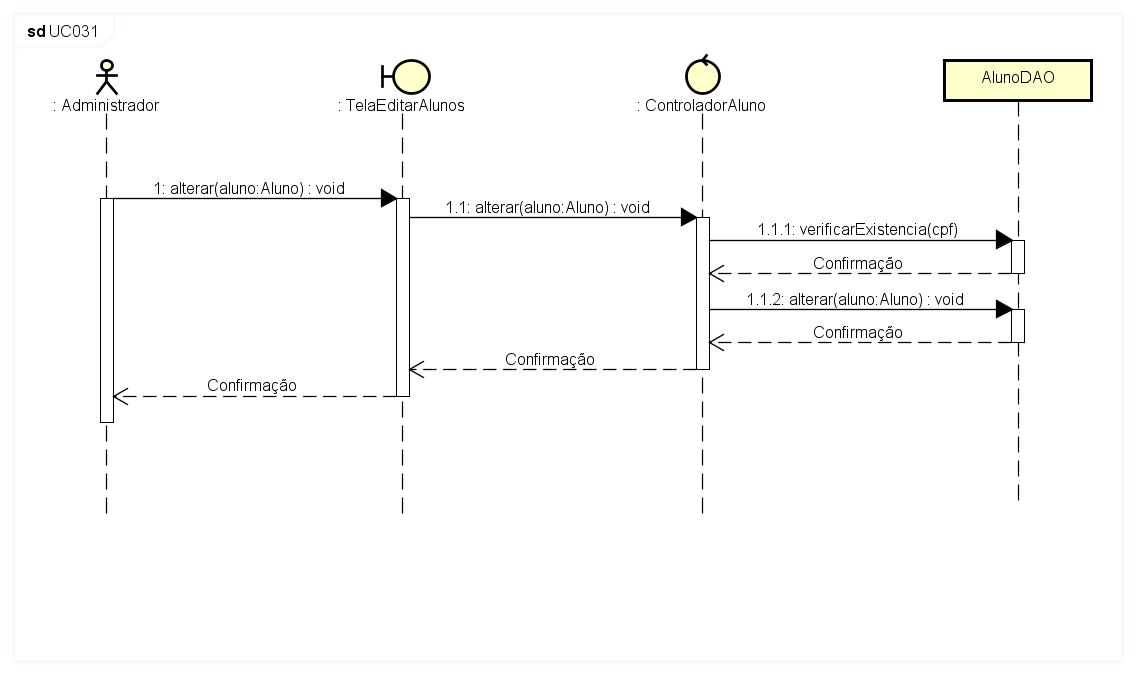 sd UC031
: Administrador
: TelaEditarAlunos
: ControladorAluno
AlunoDAO
1: alterar(aluno:Aluno) : void
1.1: alterar(aluno:Aluno) : void
1.1.1: verificarExistencia(cpf)
Confirmação
1.1.2: alterar(aluno:Aluno) : void
Confirmação
Confirmação
Confirmação